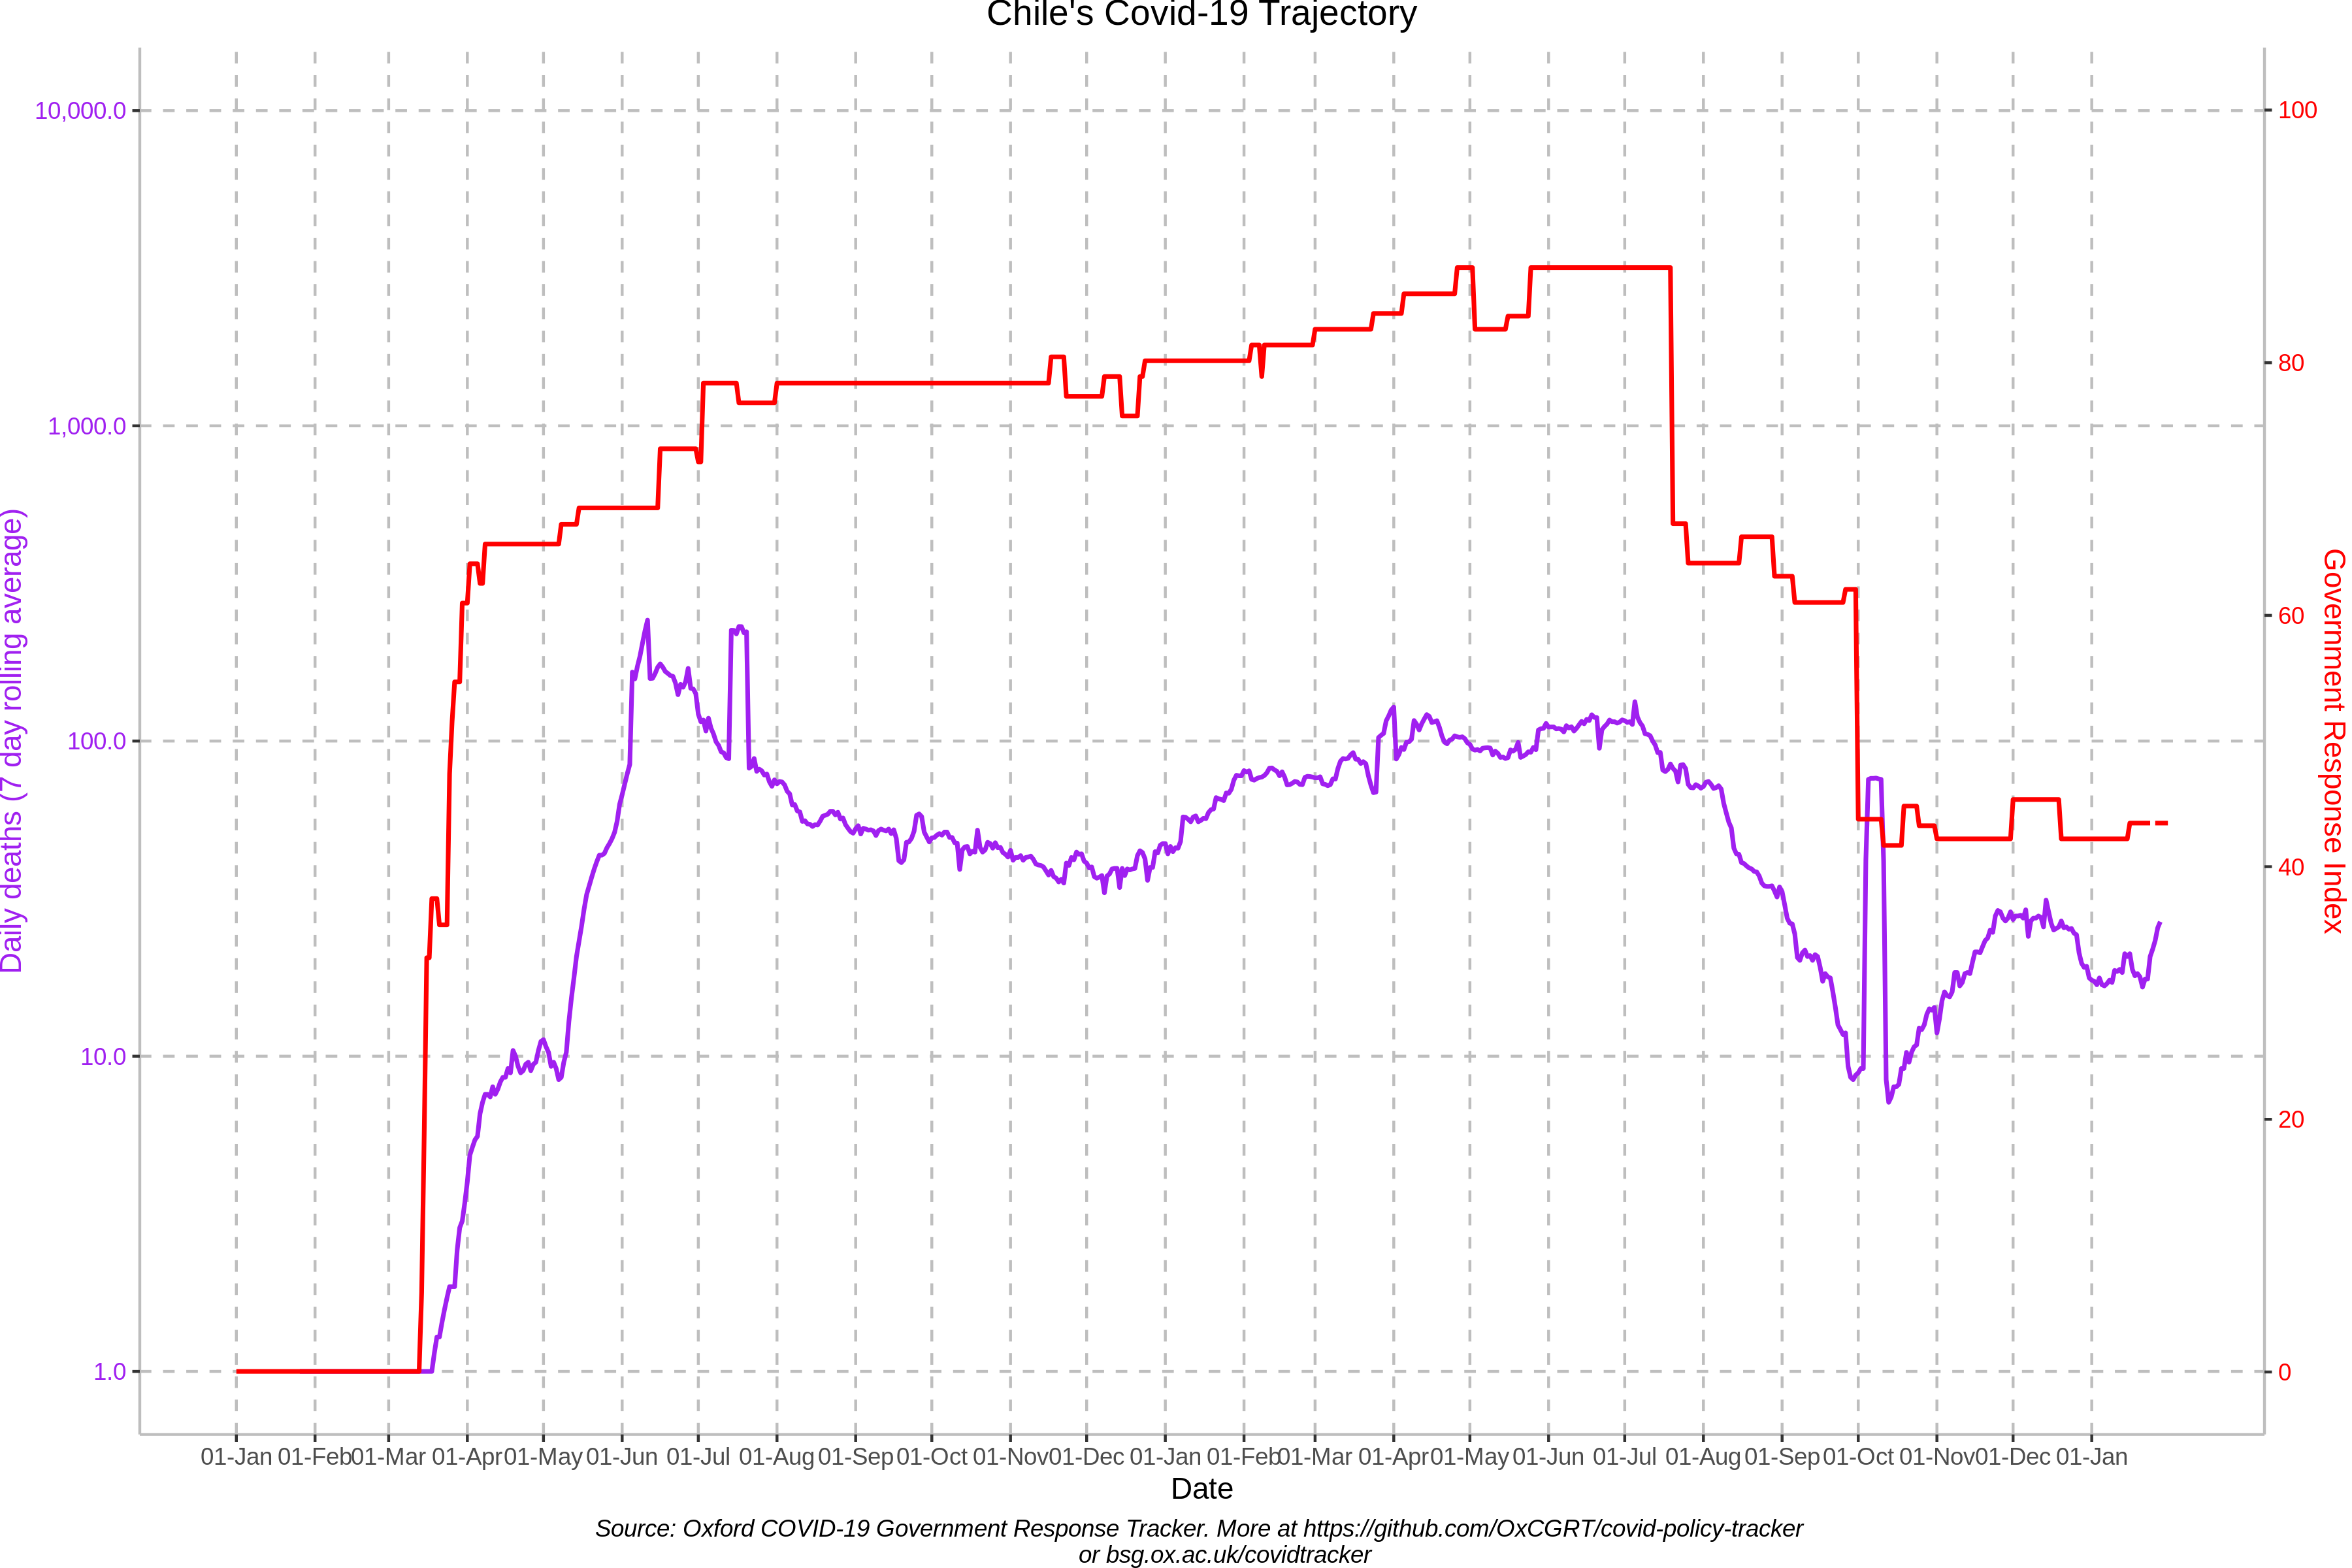 Chile's Covid-19 Trajectory
10,000.0
1,000.0
100.0
10.0
1.0
Daily deaths (7 day rolling average)
100
80
60
40
20
0
Government Response Index
01-Jan 01-Feb 01-Mar 01-Apr 01-May 01-Jun 01-Jul 01-Aug 01-Sep 01-Oct 01-Nov 01-Dec 01-Jan 01-Feb 01-Mar 01-Apr 01-May 01-Jun 01-Jul 01-Aug 01-Sep 01-Oct 01-Nov 01-Dec 01-Jan
Date
Source: Oxford COVID-19 Government Response Tracker. More at https://github.com/OxCGRT/covid-policy-tracker
or bsg.ox.ac.uk/covidtracker